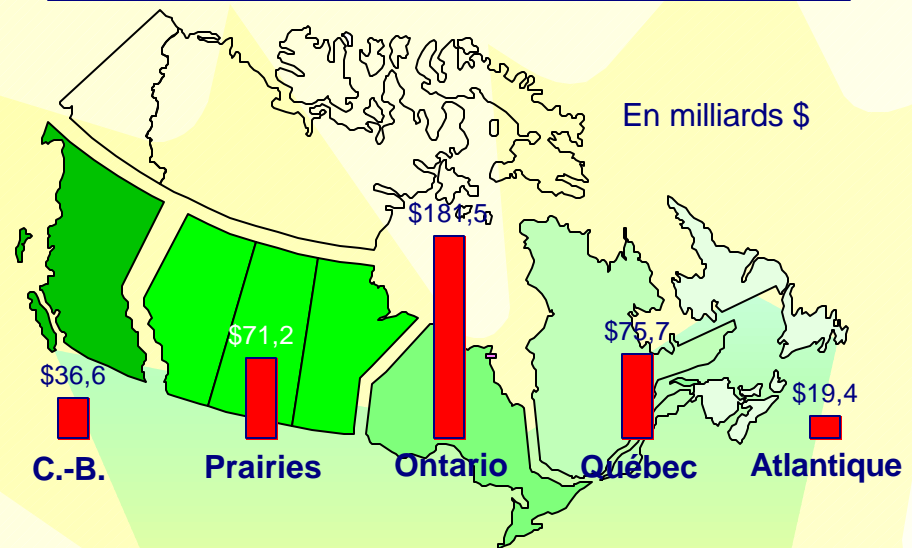 En milliards $
$181,5
$71,2
$75,7
$36,6
$19,4
C.-B.
Prairies
Ontario
Québec
Atlantique